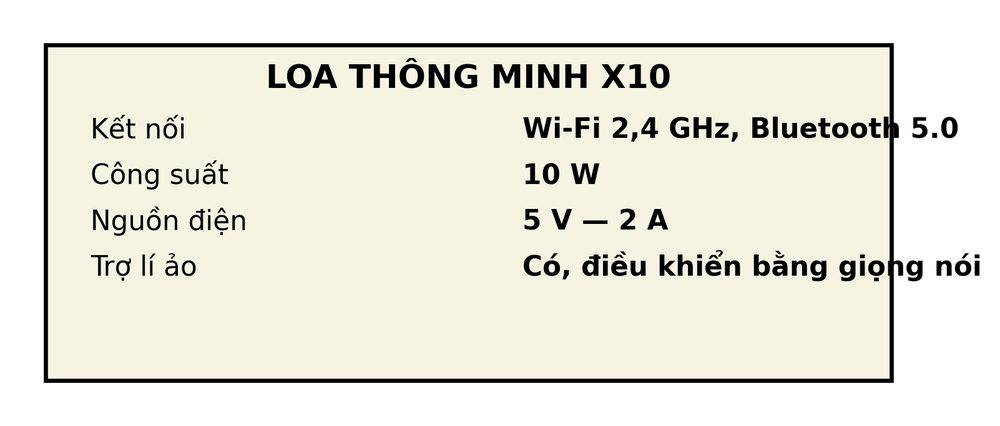 LOA THÔNG MINH X10
Kết nối Wi-Fi 2,4 GHz, Bluetooth 5.0
Công suất 10 W
Nguồn điện 5 V — 2 A
Trợ lí ảo Có, điều khiển bằng giọng nói